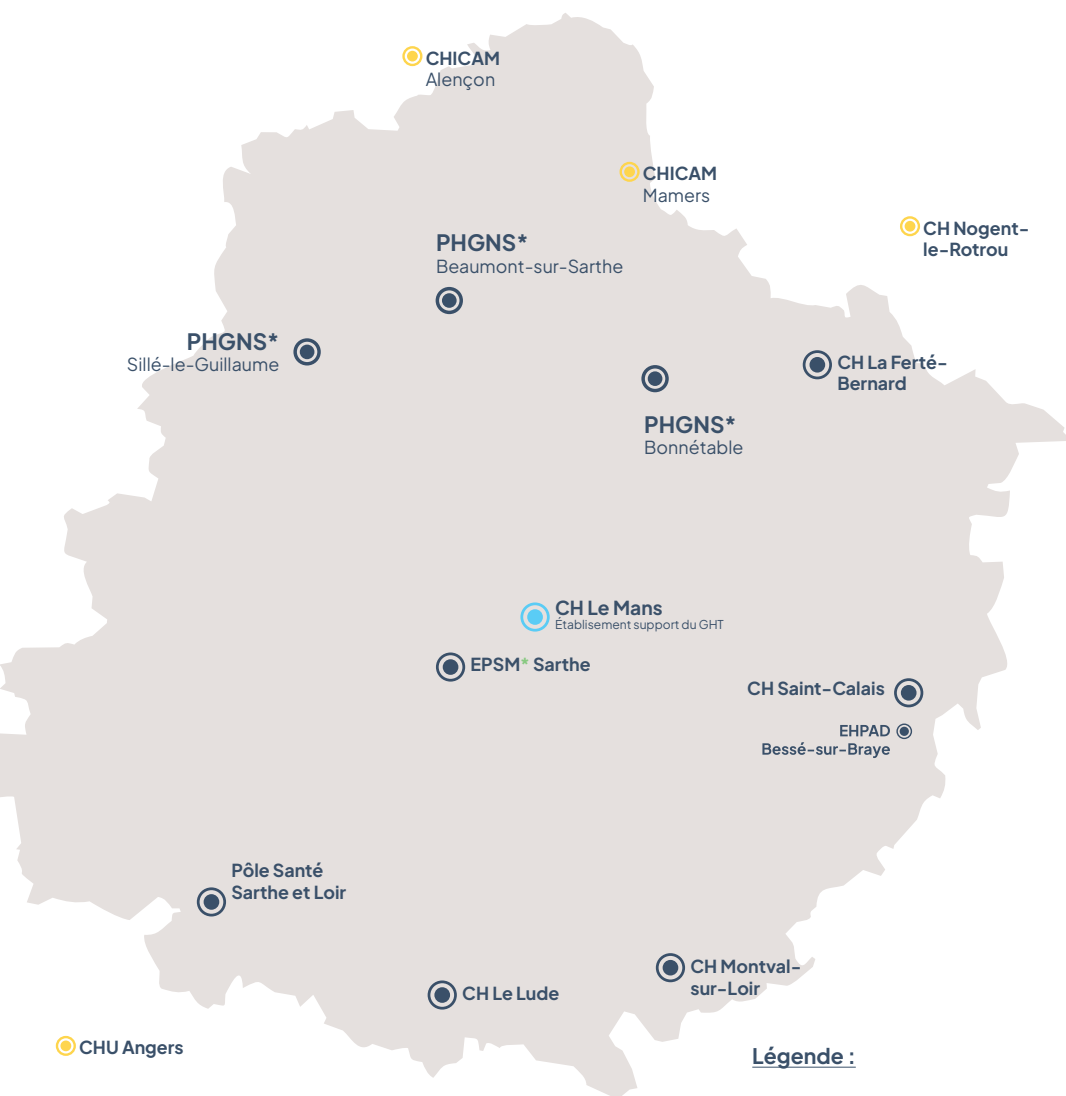 CHICAM
Alençon
CHICAM
Mamers
CH Nogent-
le-Rotrou
PHGNS*
Beaumont-sur-Sarthe
PHGNS*
Sillé-le-Guillaume
CH La Ferté-
Bernard
PHGNS*
Bonnétable
CH Le Mans
Établisement support du GHT
EPSM* Sarthe
CH Saint-Calais
EHPAD
Bessé-sur-Braye
Pôle Santé
Sarthe et Loir
CH Montval-
sur-Loir
CH Le Lude
CHU Angers
Légende :